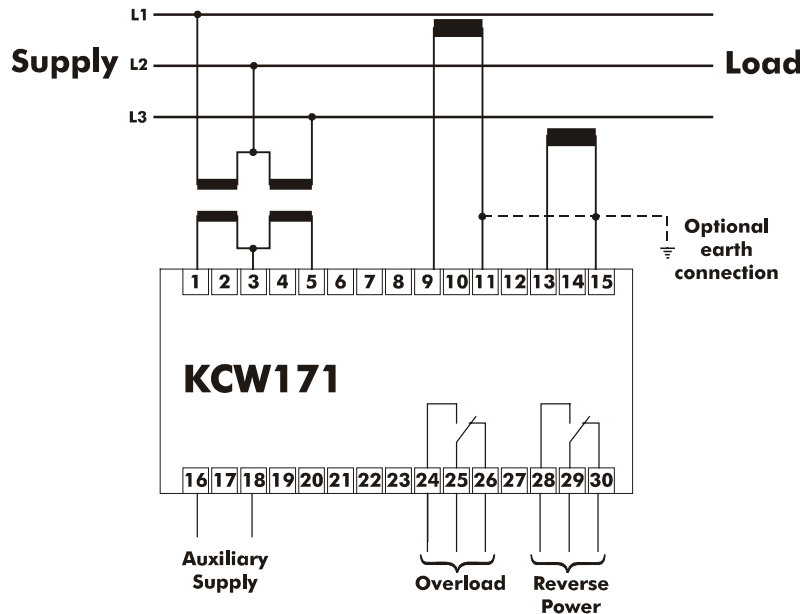 L1
Supply L2 Load
L3
Optional
earth
connection
1 2 3 4 5 6 7 8 9 10 11 12 13 14 15
KCW171
16 17 18 19 20 21 22 23 24 25 26 27 28 29 30
Auxiliary
Supply
Overload
Reverse
Power